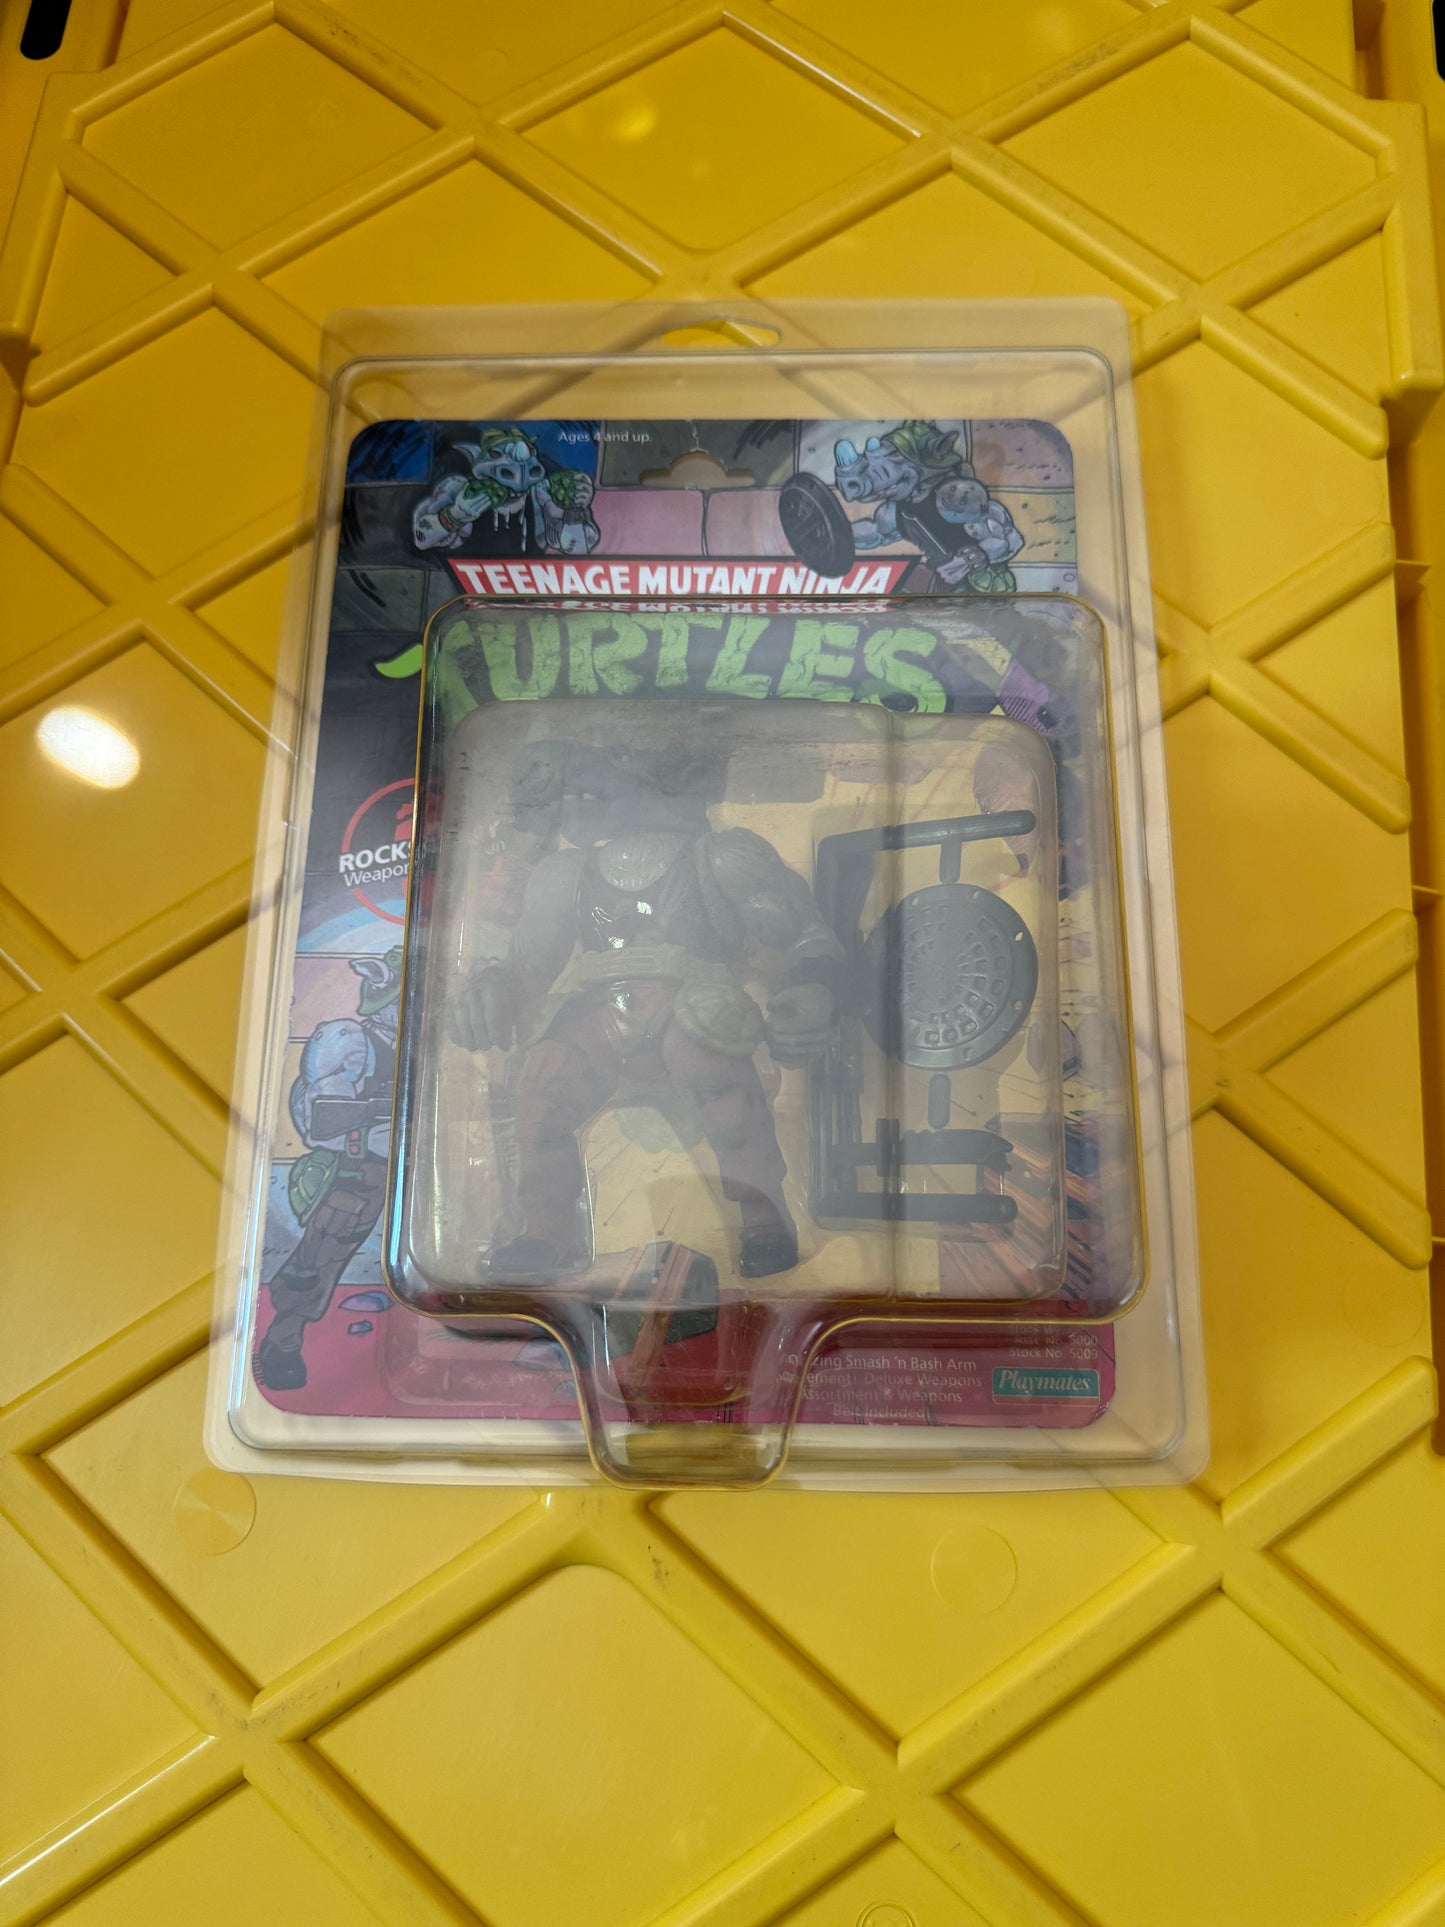 Ages 4 and up.
TEENAGE MUTANT NINJA
TURTLES
ROCKS
Weapon
Asst. No. 5000
Stock No. 5009
zing Smash 'n Bash Arm
Deluxe Weapons
Assortment & Weapons
Belt Included
Playmates